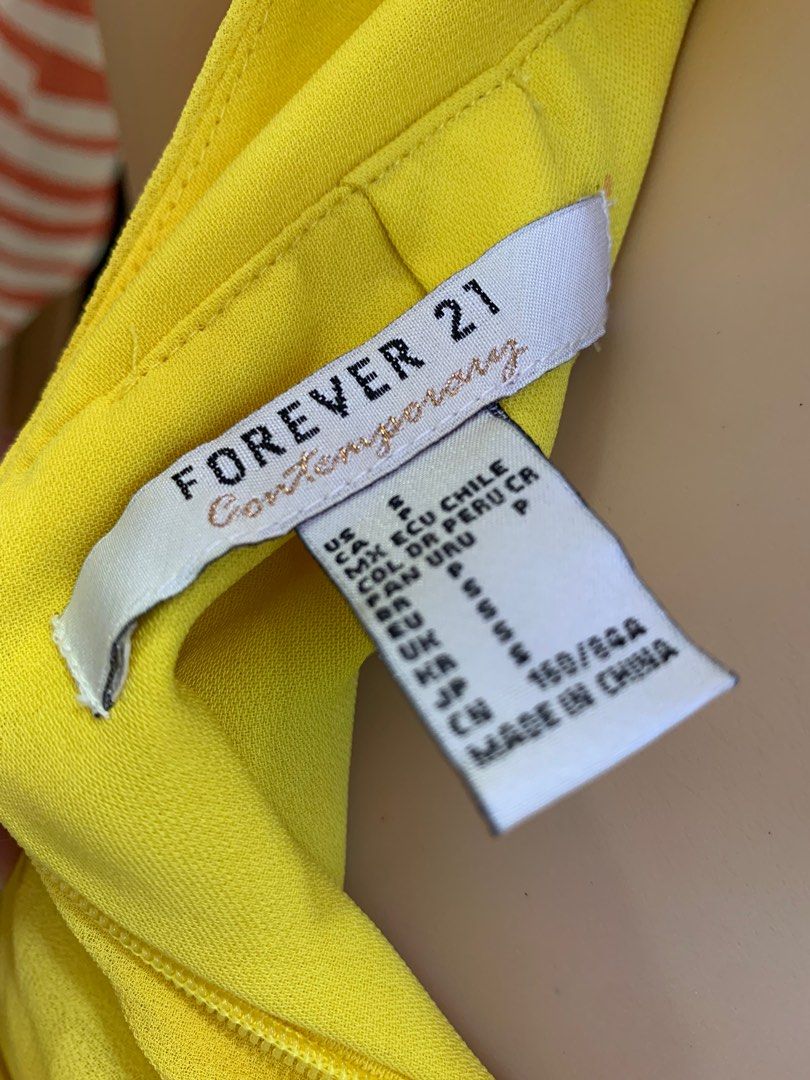 FOREVER 21
Contemporary
US S
CA P
MX ECU CHILE
COL DR PERU CR
PAN URU P
BR P
EUR S
UK S
KR S
JP S
CN 160/84A
MADE IN CHINA